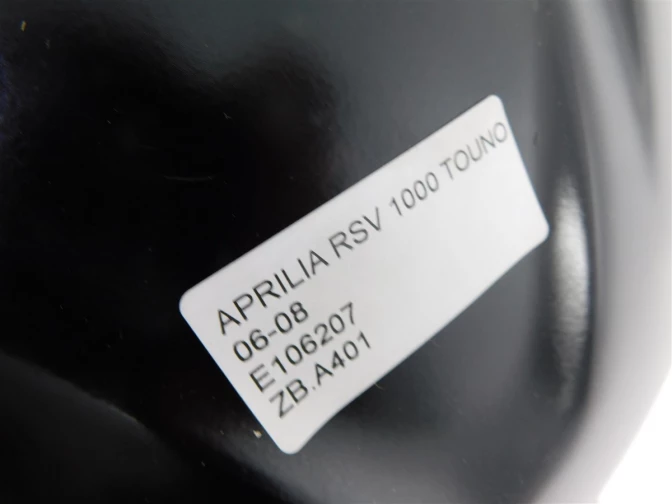 APRILIA RSV 1000 TOUNO
06-08
E106207
ZB.A401